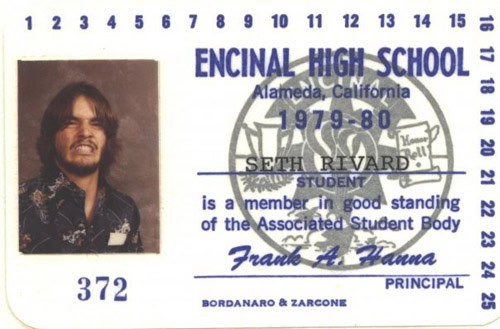 1 2 3 4 5 6 7 8 9 10 11 12 13 14 15 16
17
18
19
20
21
22
23
24
25
ENCINAL HIGH SCHOOL
Alameda, California
1979-80
Honor
Roll
SETH RIVARD
STUDENT
is a member in good standing
of the Associated Student Body
Frank A. Hanna
PRINCIPAL
372
BORDANARO & ZARCONE